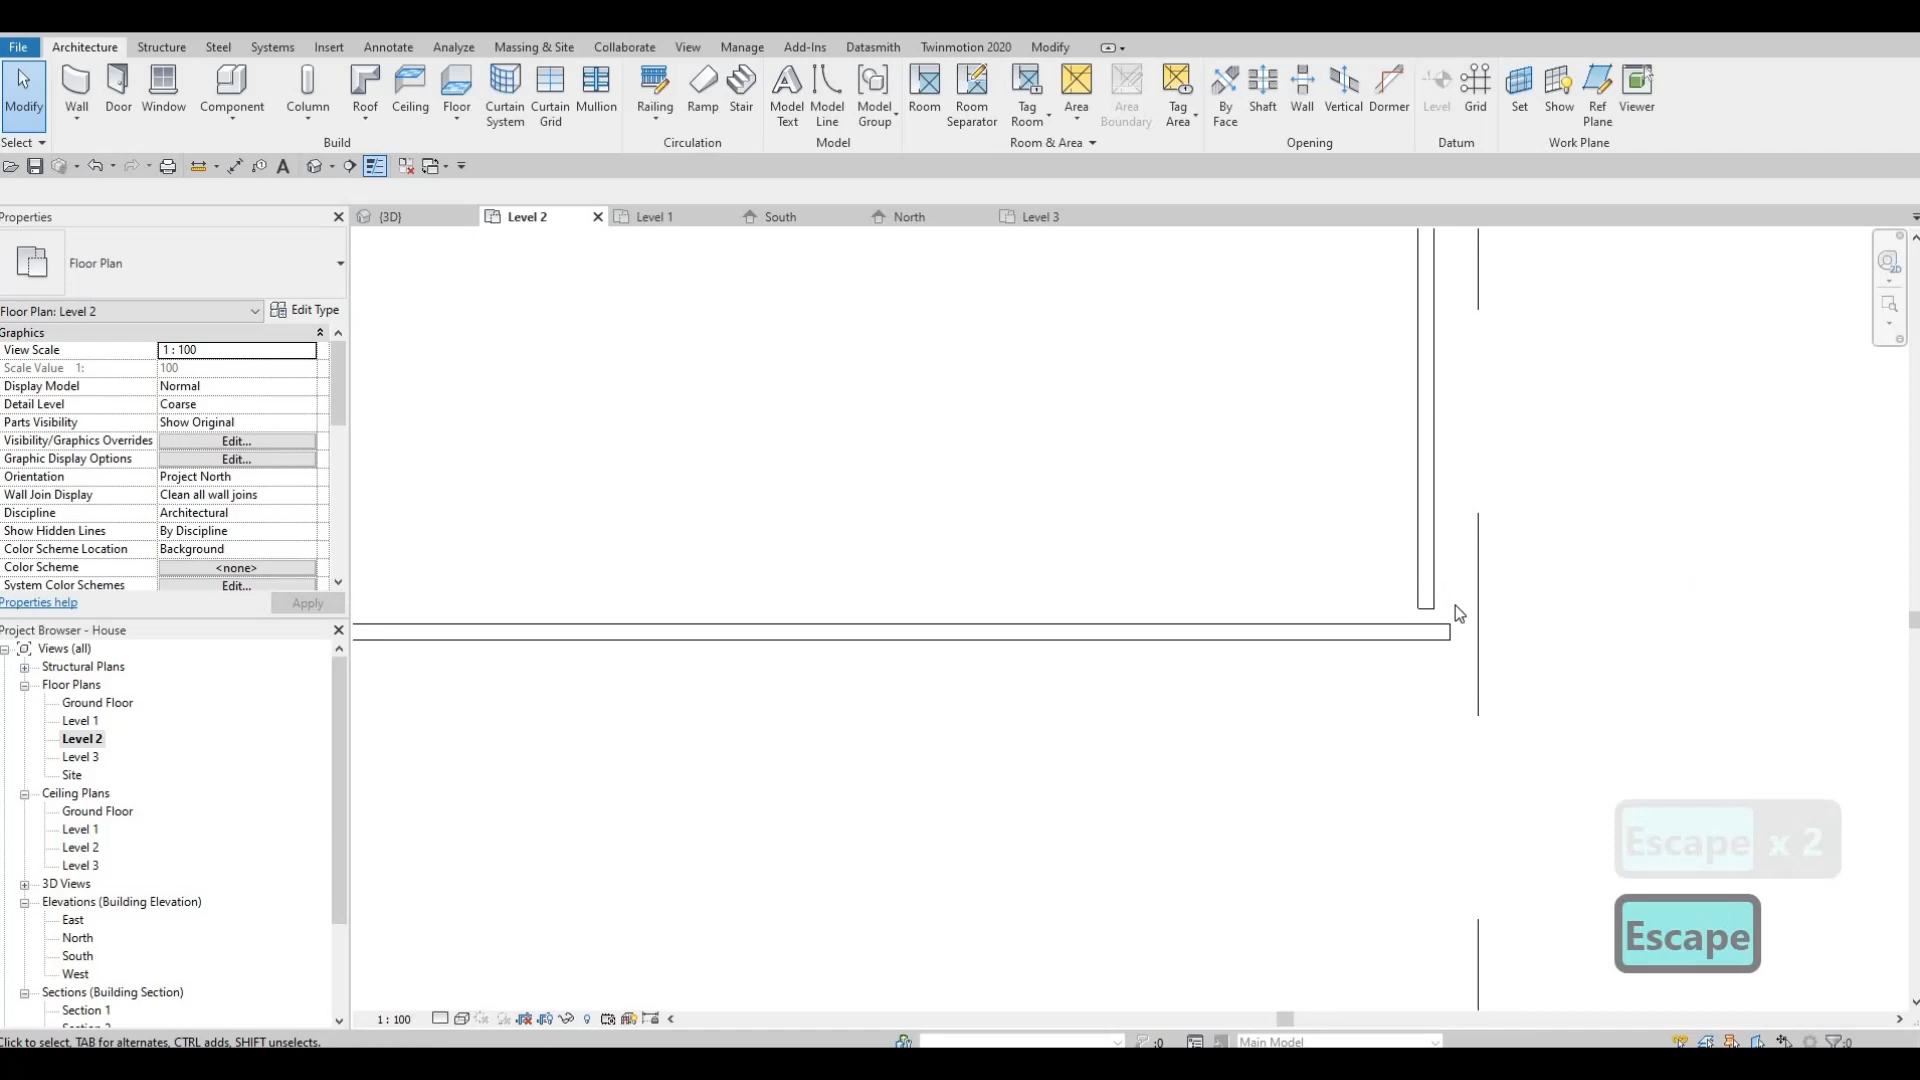 File Architecture Structure Steel Systems Insert Annotate Analyze Massing & Site Collaborate View Manage Add-Ins Datasmith Twinmotion 2020 Modify
Modify Wall Door Window Component Column Roof Ceiling Floor Curtain System Curtain Grid Mullion Railing Ramp Stair Model Text Model Line Model Group Room Room Separator Tag Room Area Area Boundary Tag Area By Face Shaft Wall Vertical Dormer Level Grid Set Show Ref Plane Viewer
Select Build Circulation Model Room & Area Opening Datum Work Plane
Properties
{3D} Level 2 Level 1 South North Level 3
Floor Plan
Floor Plan: Level 2 Edit Type
Graphics
View Scale 1 : 100
Scale Value 1: 100
Display Model Normal
Detail Level Coarse
Parts Visibility Show Original
Visibility/Graphics Overrides Edit...
Graphic Display Options Edit...
Orientation Project North
Wall Join Display Clean all wall joins
Discipline Architectural
Show Hidden Lines By Discipline
Color Scheme Location Background
Color Scheme <none>
System Color Schemes Edit...
Properties help Apply
Project Browser - House
Views (all)
Structural Plans
Floor Plans
Ground Floor
Level 1
Level 2
Level 3
Site
Ceiling Plans
Ground Floor
Level 1
Level 2
Level 3
3D Views
Elevations (Building Elevation)
East
North
South
West
Sections (Building Section)
Section 1
Escape x 2
Escape
1 : 100
Click to select, TAB for alternates, CTRL adds, SHIFT unselects. :0 Main Model :0